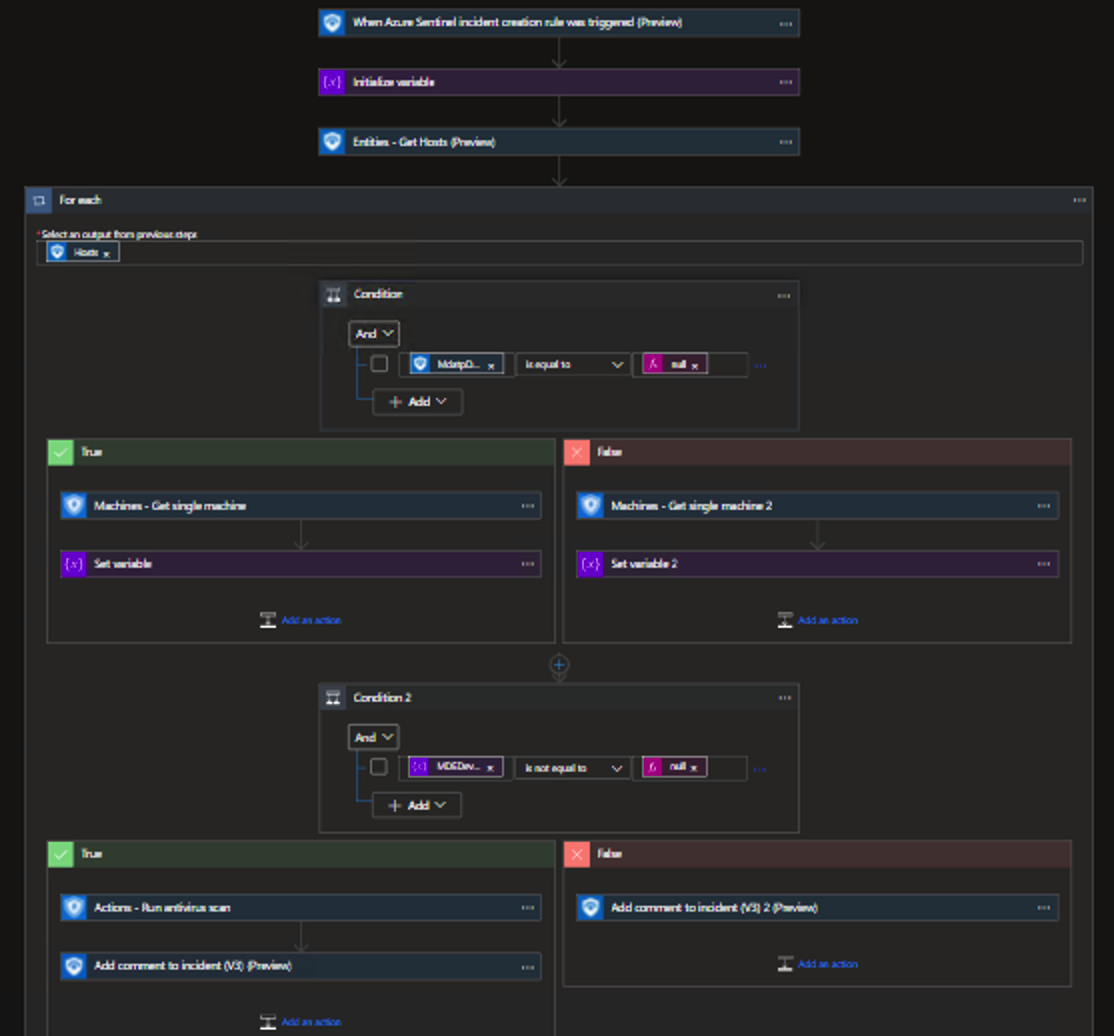 When Azure Sentinel incident creation rule was triggered (Preview)
Initialize variable
Entities - Get Hosts (Preview)
For each
*Select an output from previous steps
Hosts x
Condition
And
MdatpD... x is equal to null x
Add
True
False
Machines - Get single machine
Machines - Get single machine 2
Set variable
Set variable 2
Add an action
Add an action
Condition 2
And
MDEDev... x is not equal to null x
Add
True
False
Actions - Run antivirus scan
Add comment to incident (V3) 2 (Preview)
Add comment to incident (V3) (Preview)
Add an action
Add an action